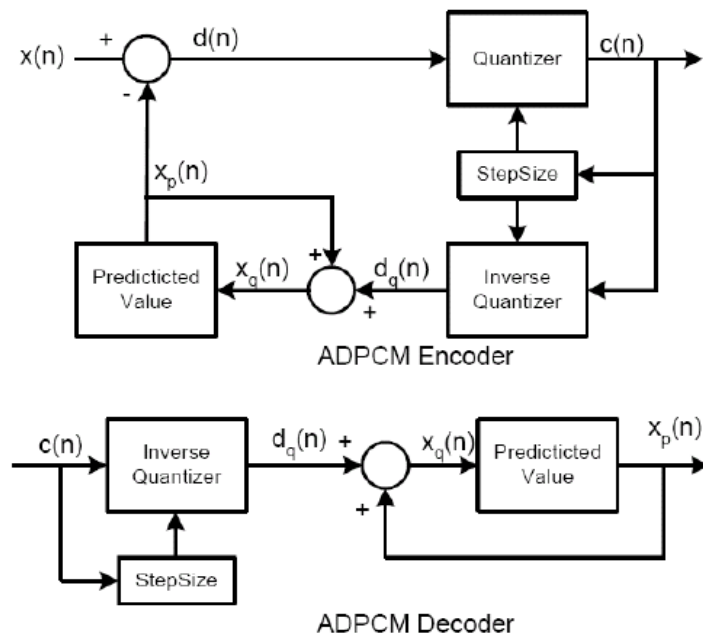 +
d(n)
Quantizer
c(n)
x(n)
-
x_p(n)
StepSize
+
Predicticted
Value
x_q(n)
d_q(n)
+
Inverse
Quantizer
ADPCM Encoder
c(n)
Inverse
Quantizer
d_q(n)
+
x_q(n)
Predicticted
Value
x_p(n)
+
StepSize
ADPCM Decoder